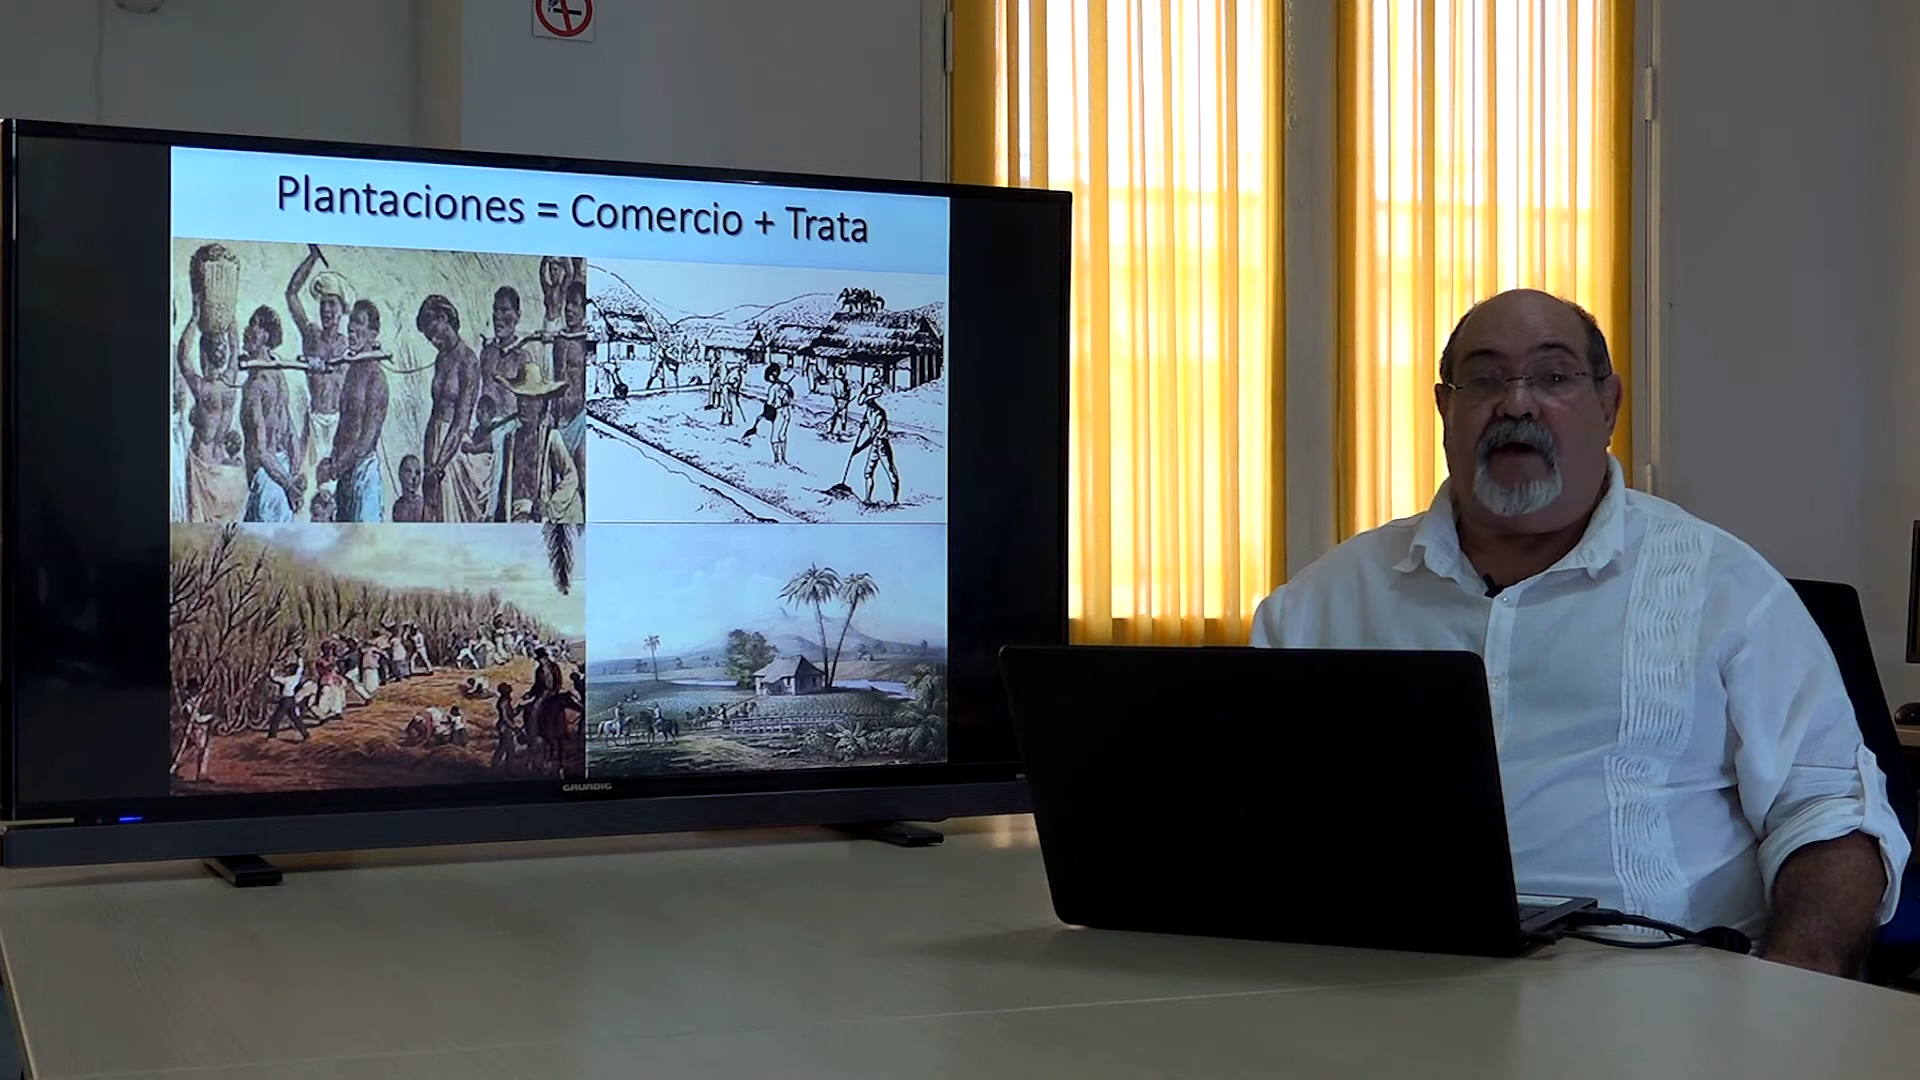 Plantaciones = Comercio + Trata
GRUNDIG